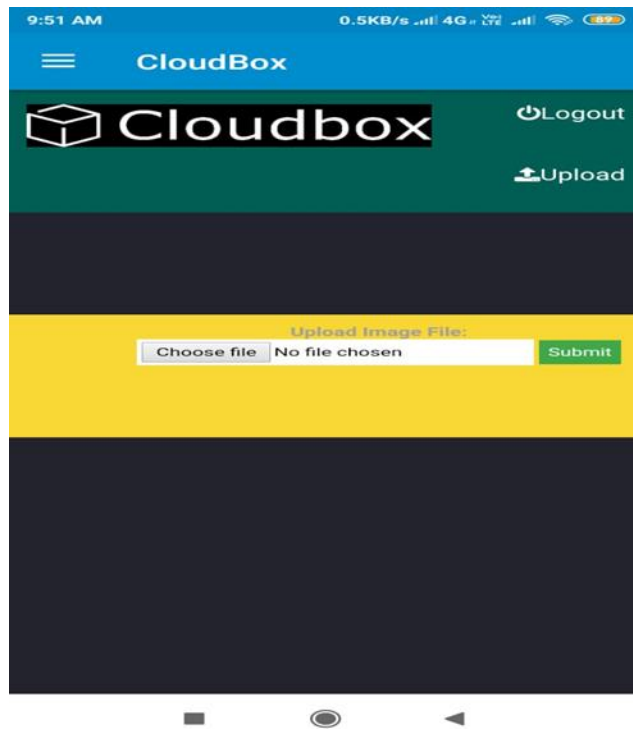 9:51 AM 0.5KB/s 4G Vo) LTE 89
CloudBox
Cloudbox
Logout
Upload
Upload Image File:
Choose file No file chosen Submit